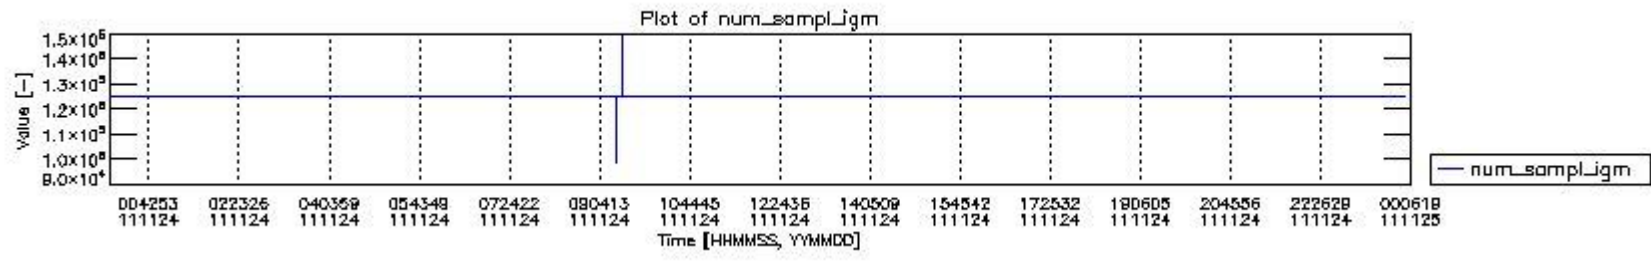 Plot of num_sampl_igm
1.5×10⁵
1.4×10⁵
1.3×10⁵
1.2×10⁵
1.1×10⁵
1.0×10⁵
9.0×10⁴
Value [-]
num_sampl_igm
004253 022326 040359 054349 072422 090413 104445 122436 140509 154542 172532 190605 204556 222629 000619
111124 111124 111124 111124 111124 111124 111124 111124 111124 111124 111124 111124 111124 111124 111125
Time [HHMMSS, YYMMDD]